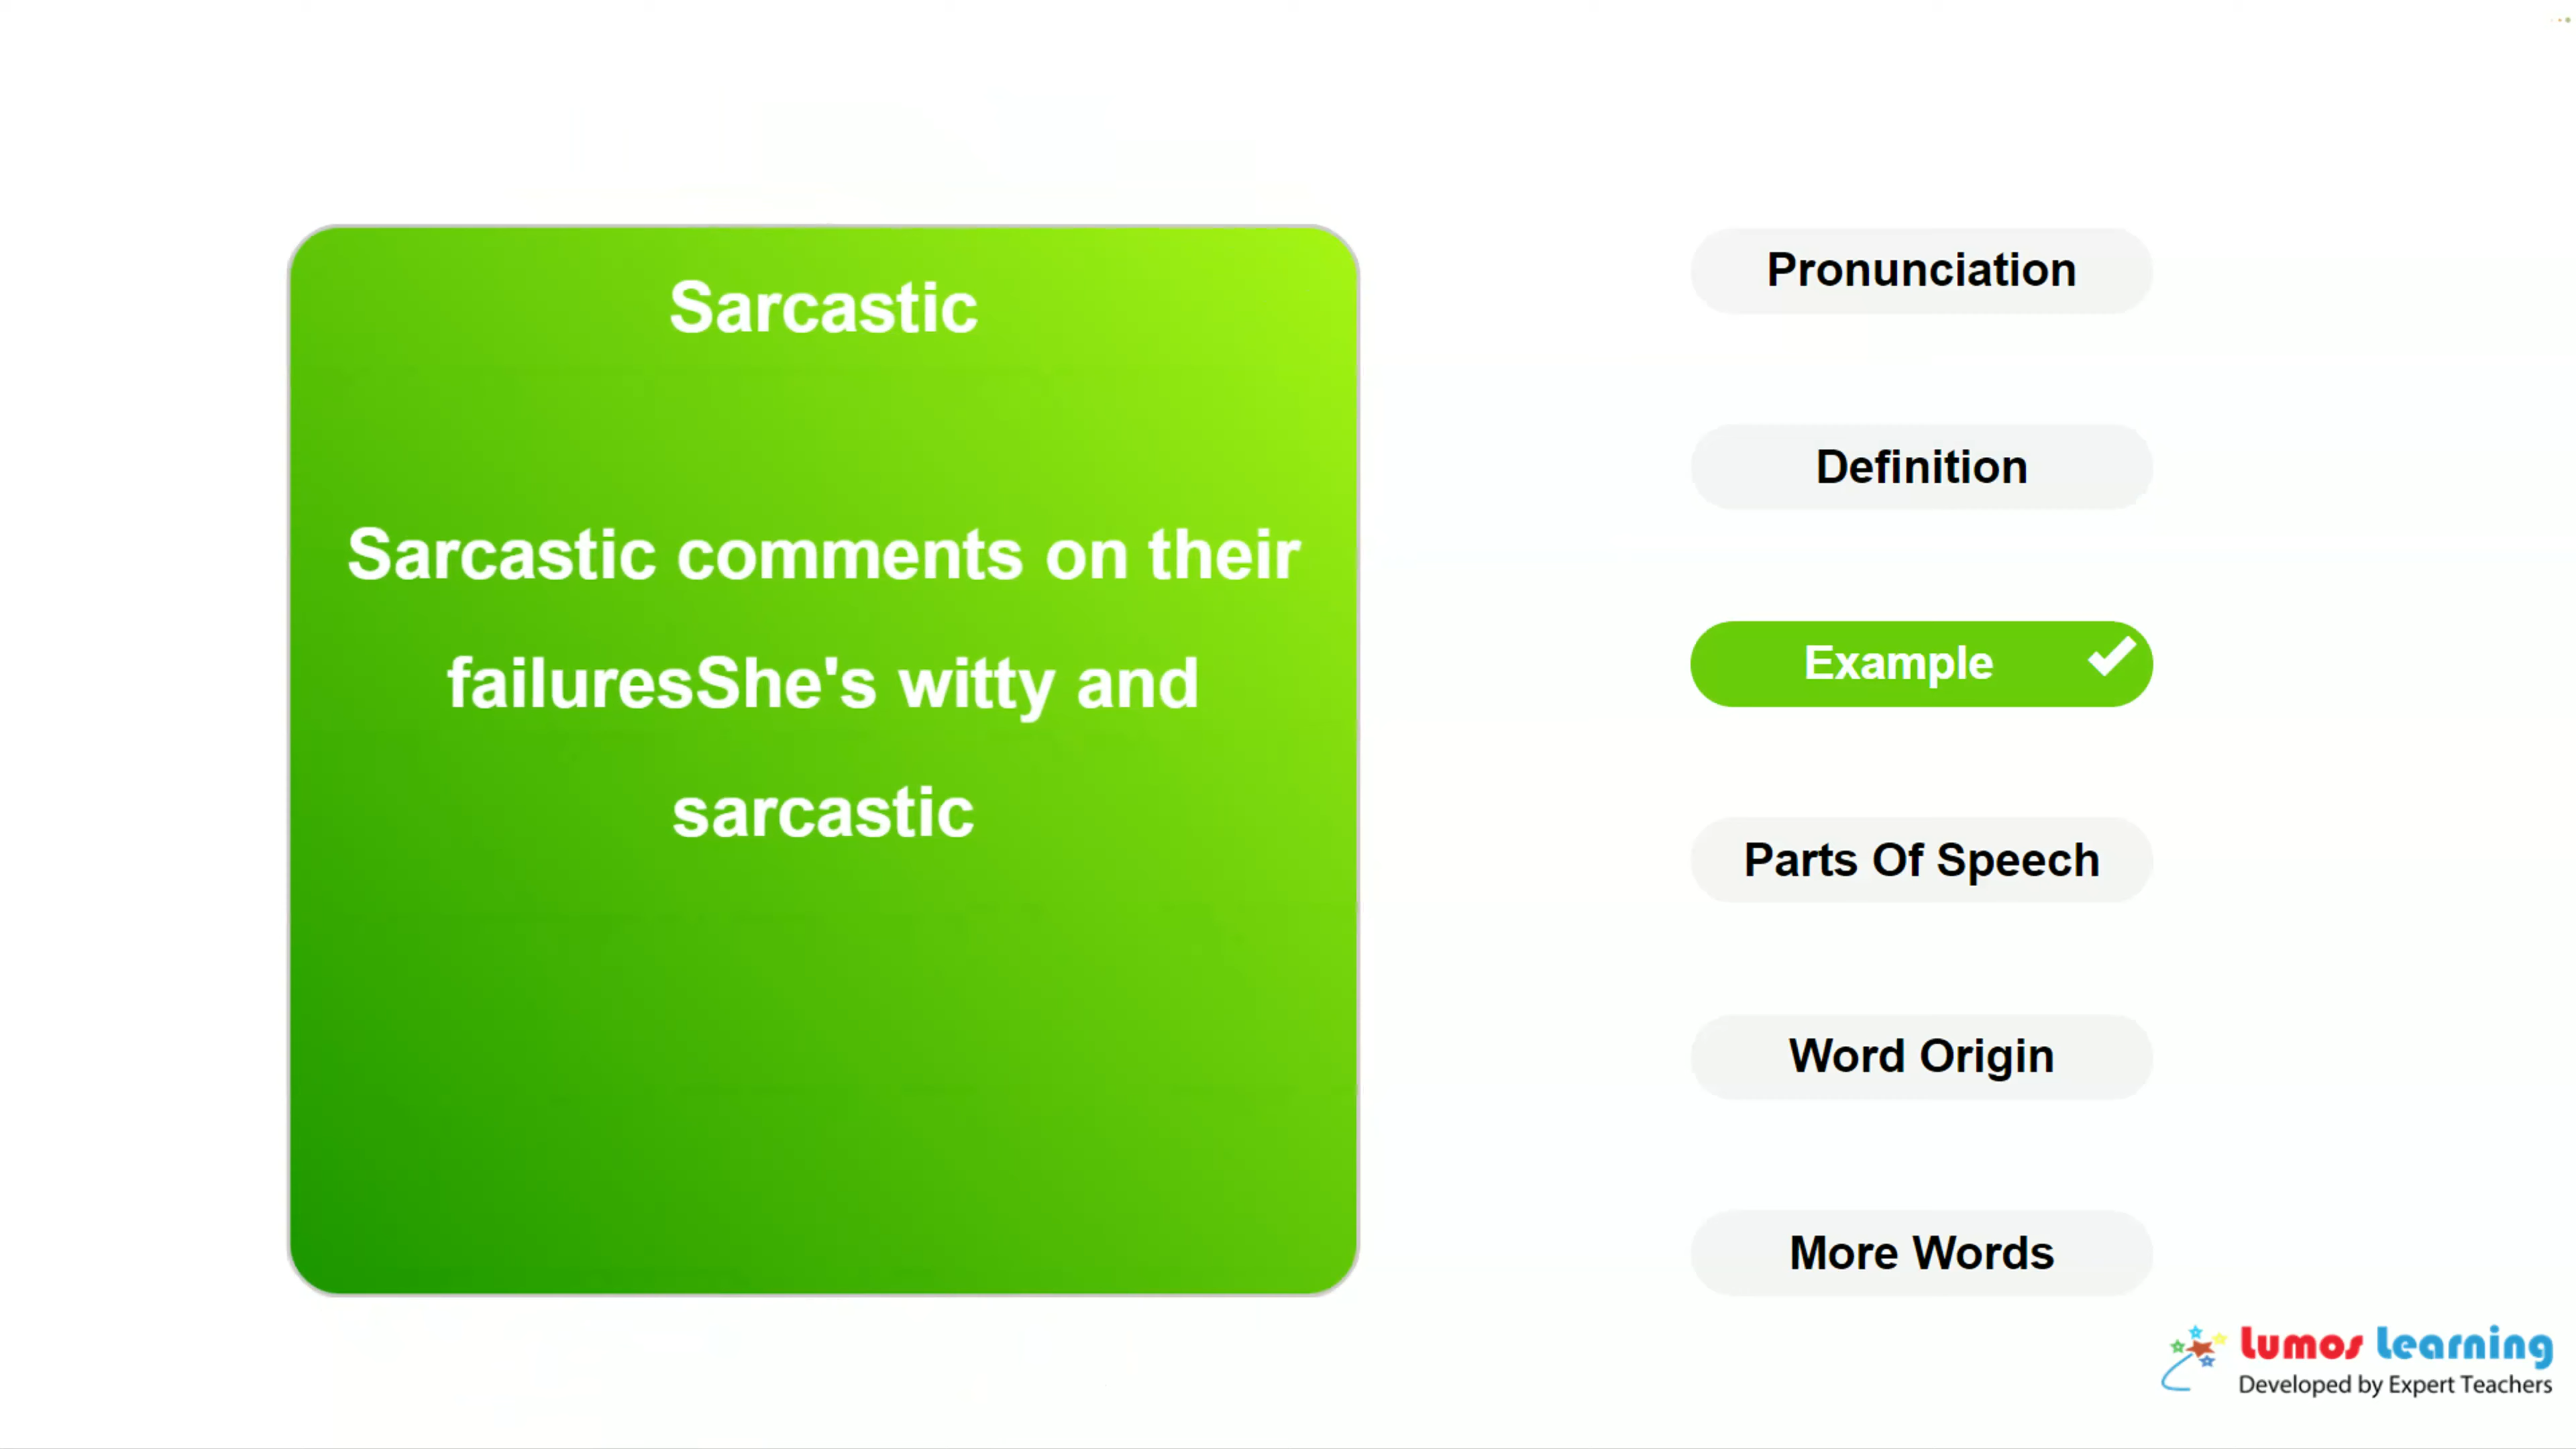 Sarcastic
Sarcastic comments on their
failuresShe's witty and
sarcastic
Pronunciation
Definition
Example
Parts Of Speech
Word Origin
More Words
Lumos Learning
Developed by Expert Teachers